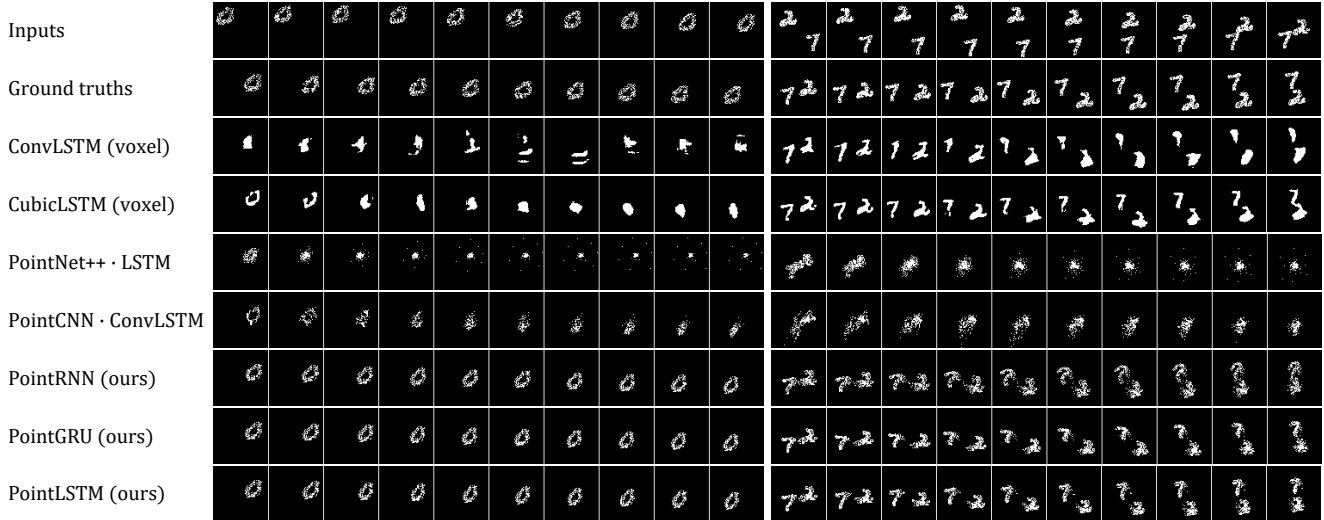 Inputs
Ground truths
ConvLSTM (voxel)
CubicLSTM (voxel)
PointNet++ · LSTM
PointCNN · ConvLSTM
PointRNN (ours)
PointGRU (ours)
PointLSTM (ours)